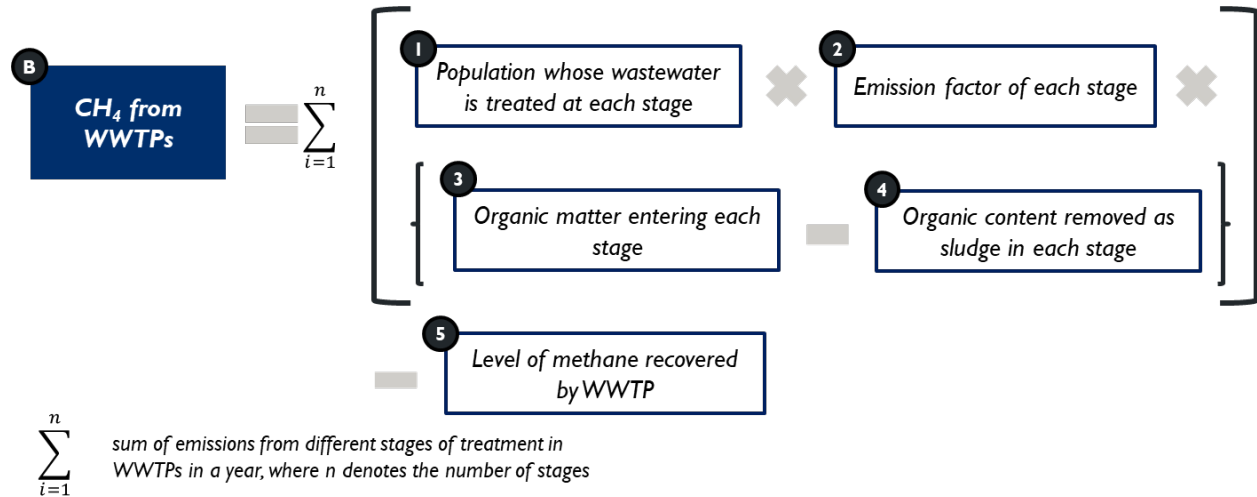 B
CH₄ from
WWTPs
=
n
∑
i=1
1
Population whose wastewater
is treated at each stage
×
2
Emission factor of each stage
×
3
Organic matter entering each
stage
−
4
Organic content removed as
sludge in each stage
−
5
Level of methane recovered
by WWTP
n
∑
i=1
sum of emissions from different stages of treatment in
WWTPs in a year, where n denotes the number of stages